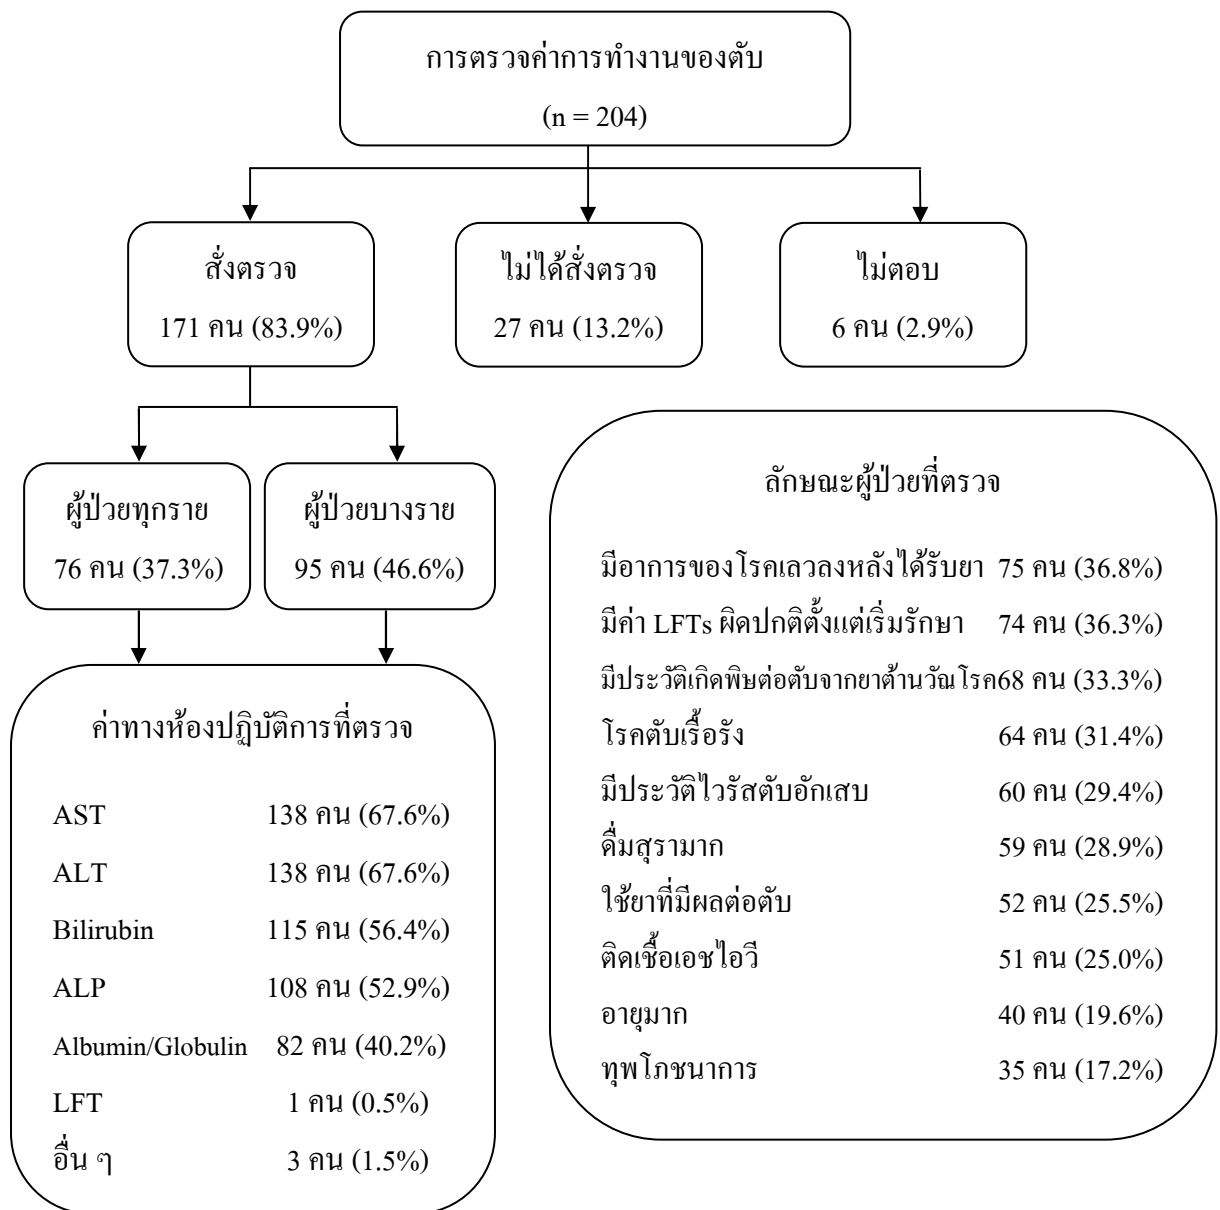 การตรวจค่าการทำงานของตับ
(n = 204)
สั่งตรวจ
171 คน (83.9%)
ไม่ได้สั่งตรวจ
27 คน (13.2%)
ไม่ตอบ
6 คน (2.9%)
ผู้ป่วยทุกราย
76 คน (37.3%)
ผู้ป่วยบางราย
95 คน (46.6%)
ค่าทางห้องปฏิบัติการที่ตรวจ
AST 138 คน (67.6%)
ALT 138 คน (67.6%)
Bilirubin 115 คน (56.4%)
ALP 108 คน (52.9%)
Albumin/Globulin 82 คน (40.2%)
LFT 1 คน (0.5%)
อื่น ๆ 3 คน (1.5%)
ลักษณะผู้ป่วยที่ตรวจ
มีอาการของโรคเลวลงหลังได้รับยา 75 คน (36.8%)
มีค่า LFTs ผิดปกติตั้งแต่เริ่มรักษา 74 คน (36.3%)
มีประวัติเกิดพิษต่อตับจากยาต้านวัณโรค68 คน (33.3%)
โรคตับเรื้อรัง 64 คน (31.4%)
มีประวัติไวรัสตับอักเสบ 60 คน (29.4%)
ดื่มสุรามาก 59 คน (28.9%)
ใช้ยาที่มีผลต่อตับ 52 คน (25.5%)
ติดเชื้อเอชไอวี 51 คน (25.0%)
อายุมาก 40 คน (19.6%)
ทุพโภชนาการ 35 คน (17.2%)